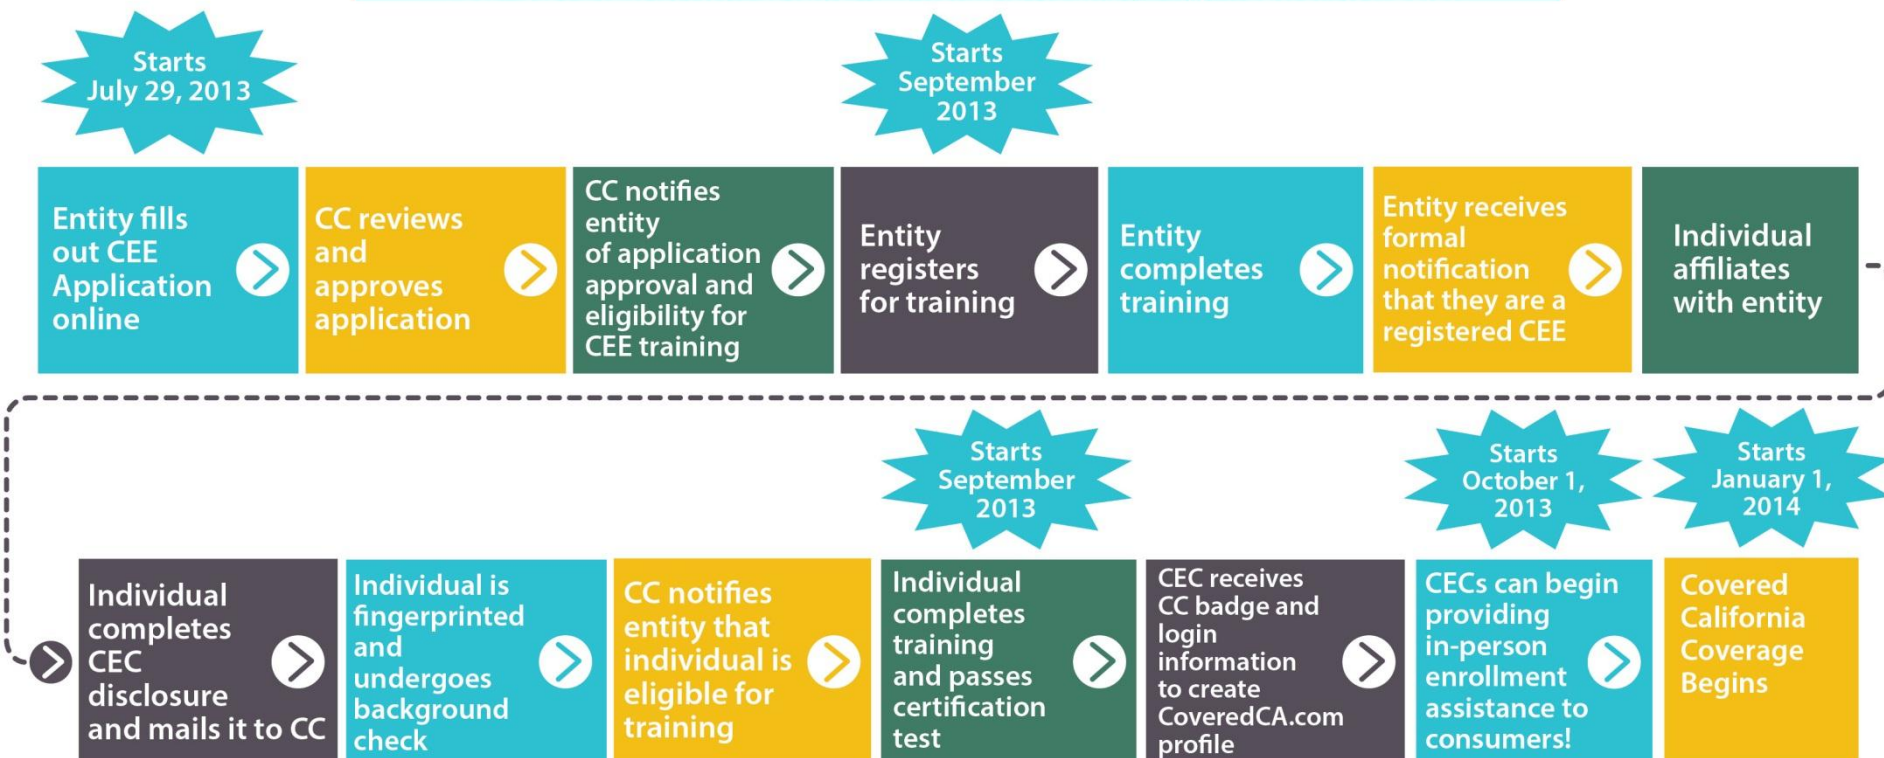 Starts
July 29, 2013
Starts
September
2013
Entity fills
out CEE
Application
online
CC reviews
and
approves
application
CC notifies
entity
of application
approval and
eligibility for
CEE training
Entity
registers
for training
Entity
completes
training
Entity receives
formal
notification
that they are a
registered CEE
Individual
affiliates
with entity
Starts
September
2013
Starts
October 1,
2013
Starts
January 1,
2014
Individual
completes
CEC
disclosure
and mails it to CC
Individual is
fingerprinted
and
undergoes
background
check
CC notifies
entity that
individual is
eligible for
training
Individual
completes
training
and passes
certification
test
CEC receives
CC badge and
login
information
to create
CoveredCA.com
profile
CECs can begin
providing
in-person
enrollment
assistance to
consumers!
Covered
California
Coverage
Begins